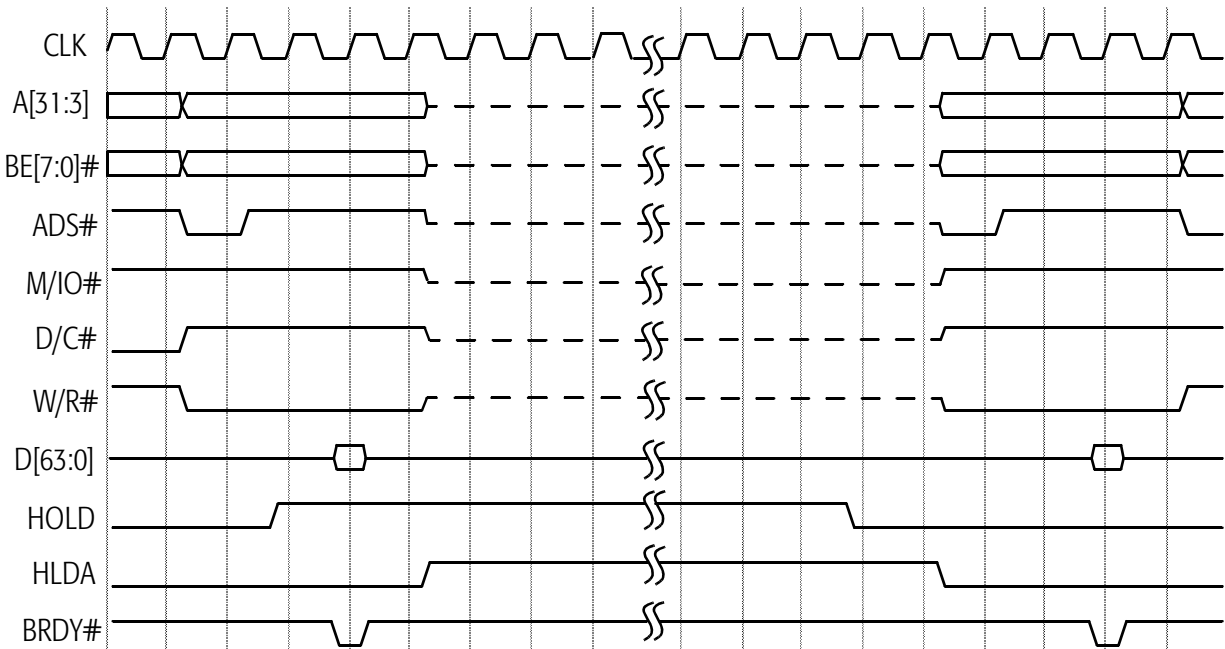 CLK
A[31:3]
BE[7:0]#
ADS#
M/IO#
D/C#
W/R#
D[63:0]
HOLD
HLDA
BRDY#